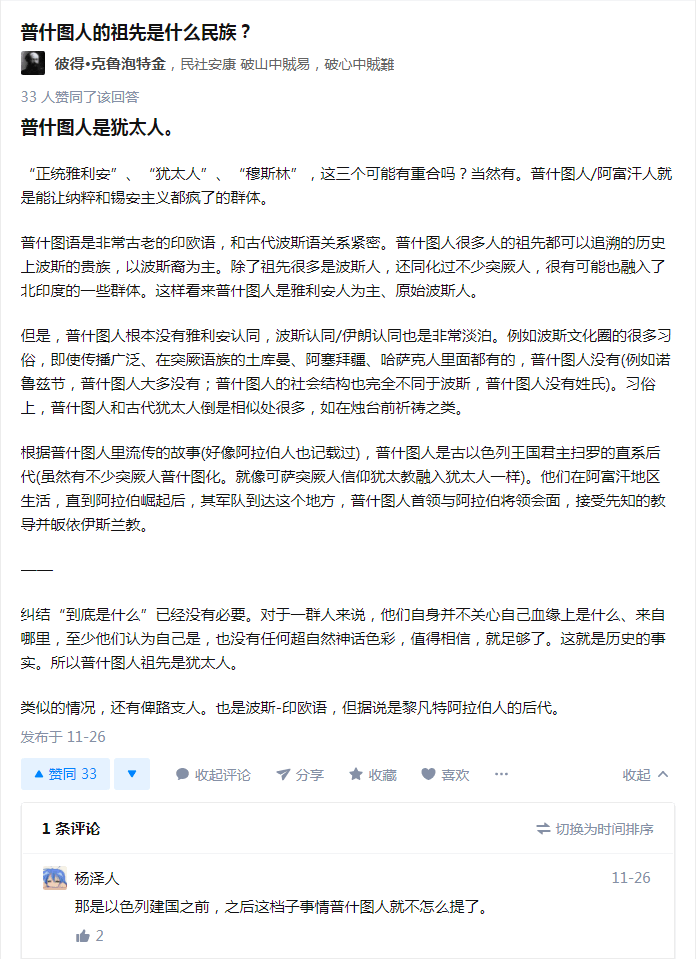 普什图人的祖先是什么民族？
彼得•克鲁泡特金，民社安康 破山中贼易，破心中贼難
33 人赞同了该回答
普什图人是犹太人。
“正统雅利安”、“犹太人”、“穆斯林”，这三个可能有重合吗？当然有。普什图人/阿富汗人就
是能让纳粹和锡安主义都疯了的群体。
普什图语是非常古老的印欧语，和古代波斯语关系紧密。普什图人很多人的祖先都可以追溯的历史
上波斯的贵族，以波斯裔为主。除了祖先很多是波斯人，还同化过不少突厥人，很有可能也融入了
北印度的一些群体。这样看来普什图人是雅利安人为主、原始波斯人。
但是，普什图人根本没有雅利安认同，波斯认同/伊朗认同也是非常淡泊。例如波斯文化圈的很多习
俗，即使传播广泛、在突厥语族的土库曼、阿塞拜疆、哈萨克人里面都有的，普什图人没有(例如诺
鲁兹节，普什图人大多没有；普什图人的社会结构也完全不同于波斯，普什图人没有姓氏)。习俗
上，普什图人和古代犹太人倒是相似处很多，如在烛台前祈祷之类。
根据普什图人里流传的故事(好像阿拉伯人也记载过)，普什图人是古以色列王国君主扫罗的直系后
代(虽然有不少突厥人普什图化。就像可萨突厥人信仰犹太教融入犹太人一样)。他们在阿富汗地区
生活，直到阿拉伯崛起后，其军队到达这个地方，普什图人首领与阿拉伯将领会面，接受先知的教
导并皈依伊斯兰教。
——
纠结“到底是什么”已经没有必要。对于一群人来说，他们自身并不关心自己血缘上是什么、来自
哪里，至少他们认为自己是，也没有任何超自然神话色彩，值得相信，就足够了。这就是历史的事
实。所以普什图人祖先是犹太人。
类似的情况，还有俾路支人。也是波斯-印欧语，但据说是黎凡特阿拉伯人的后代。
发布于 11-26
赞同 33 收起评论 分享 收藏 喜欢 ··· 收起
1 条评论 切换为时间排序
杨泽人 11-26
那是以色列建国之前，之后这档子事情普什图人就不怎么提了。
2